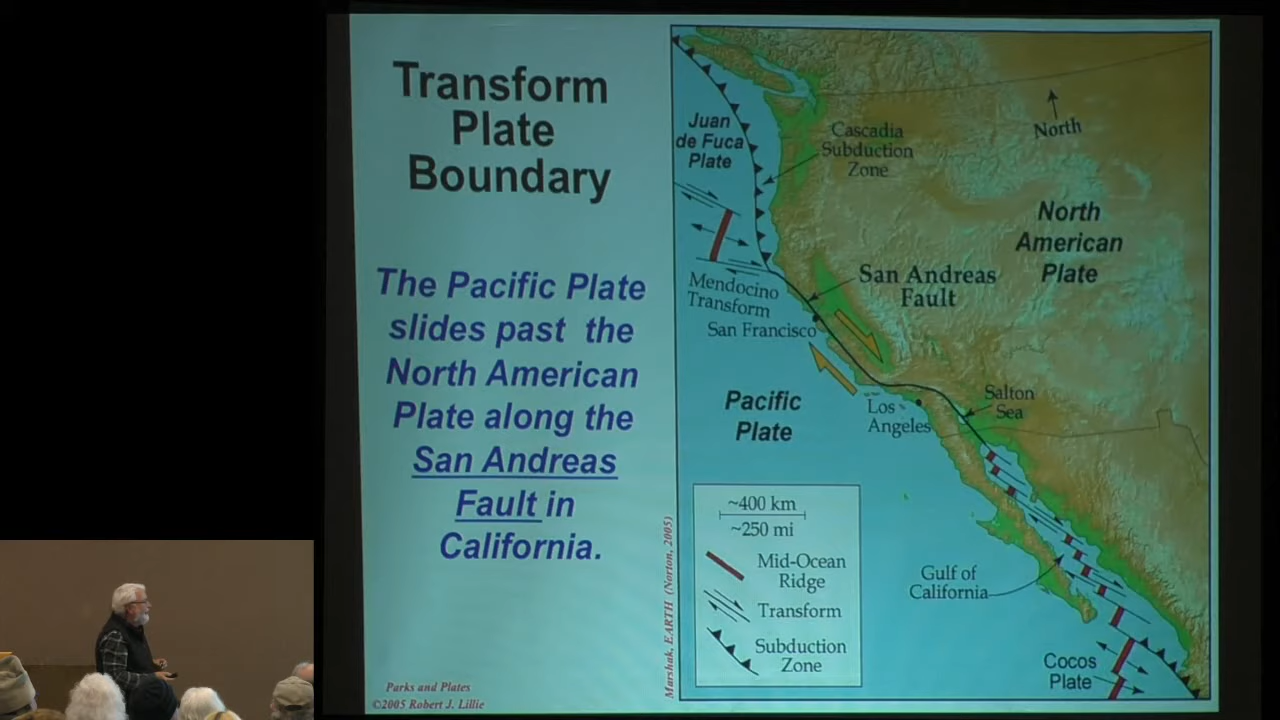 Transform
Plate
Boundary
The Pacific Plate
slides past the
North American
Plate along the
San Andreas
Fault in
California.
Parks and Plates
©2005 Robert J. Lillie
Marshak, EARTH (Norton, 2005)
Juan
de Fuca
Plate
Cascadia
Subduction
Zone
North
North
American
Plate
San Andreas
Fault
Mendocino
Transform
San Francisco
Pacific
Plate
Los
Angeles
Salton
Sea
Gulf of
California
Cocos
Plate
~400 km
~250 mi
Mid-Ocean
Ridge
Transform
Subduction
Zone